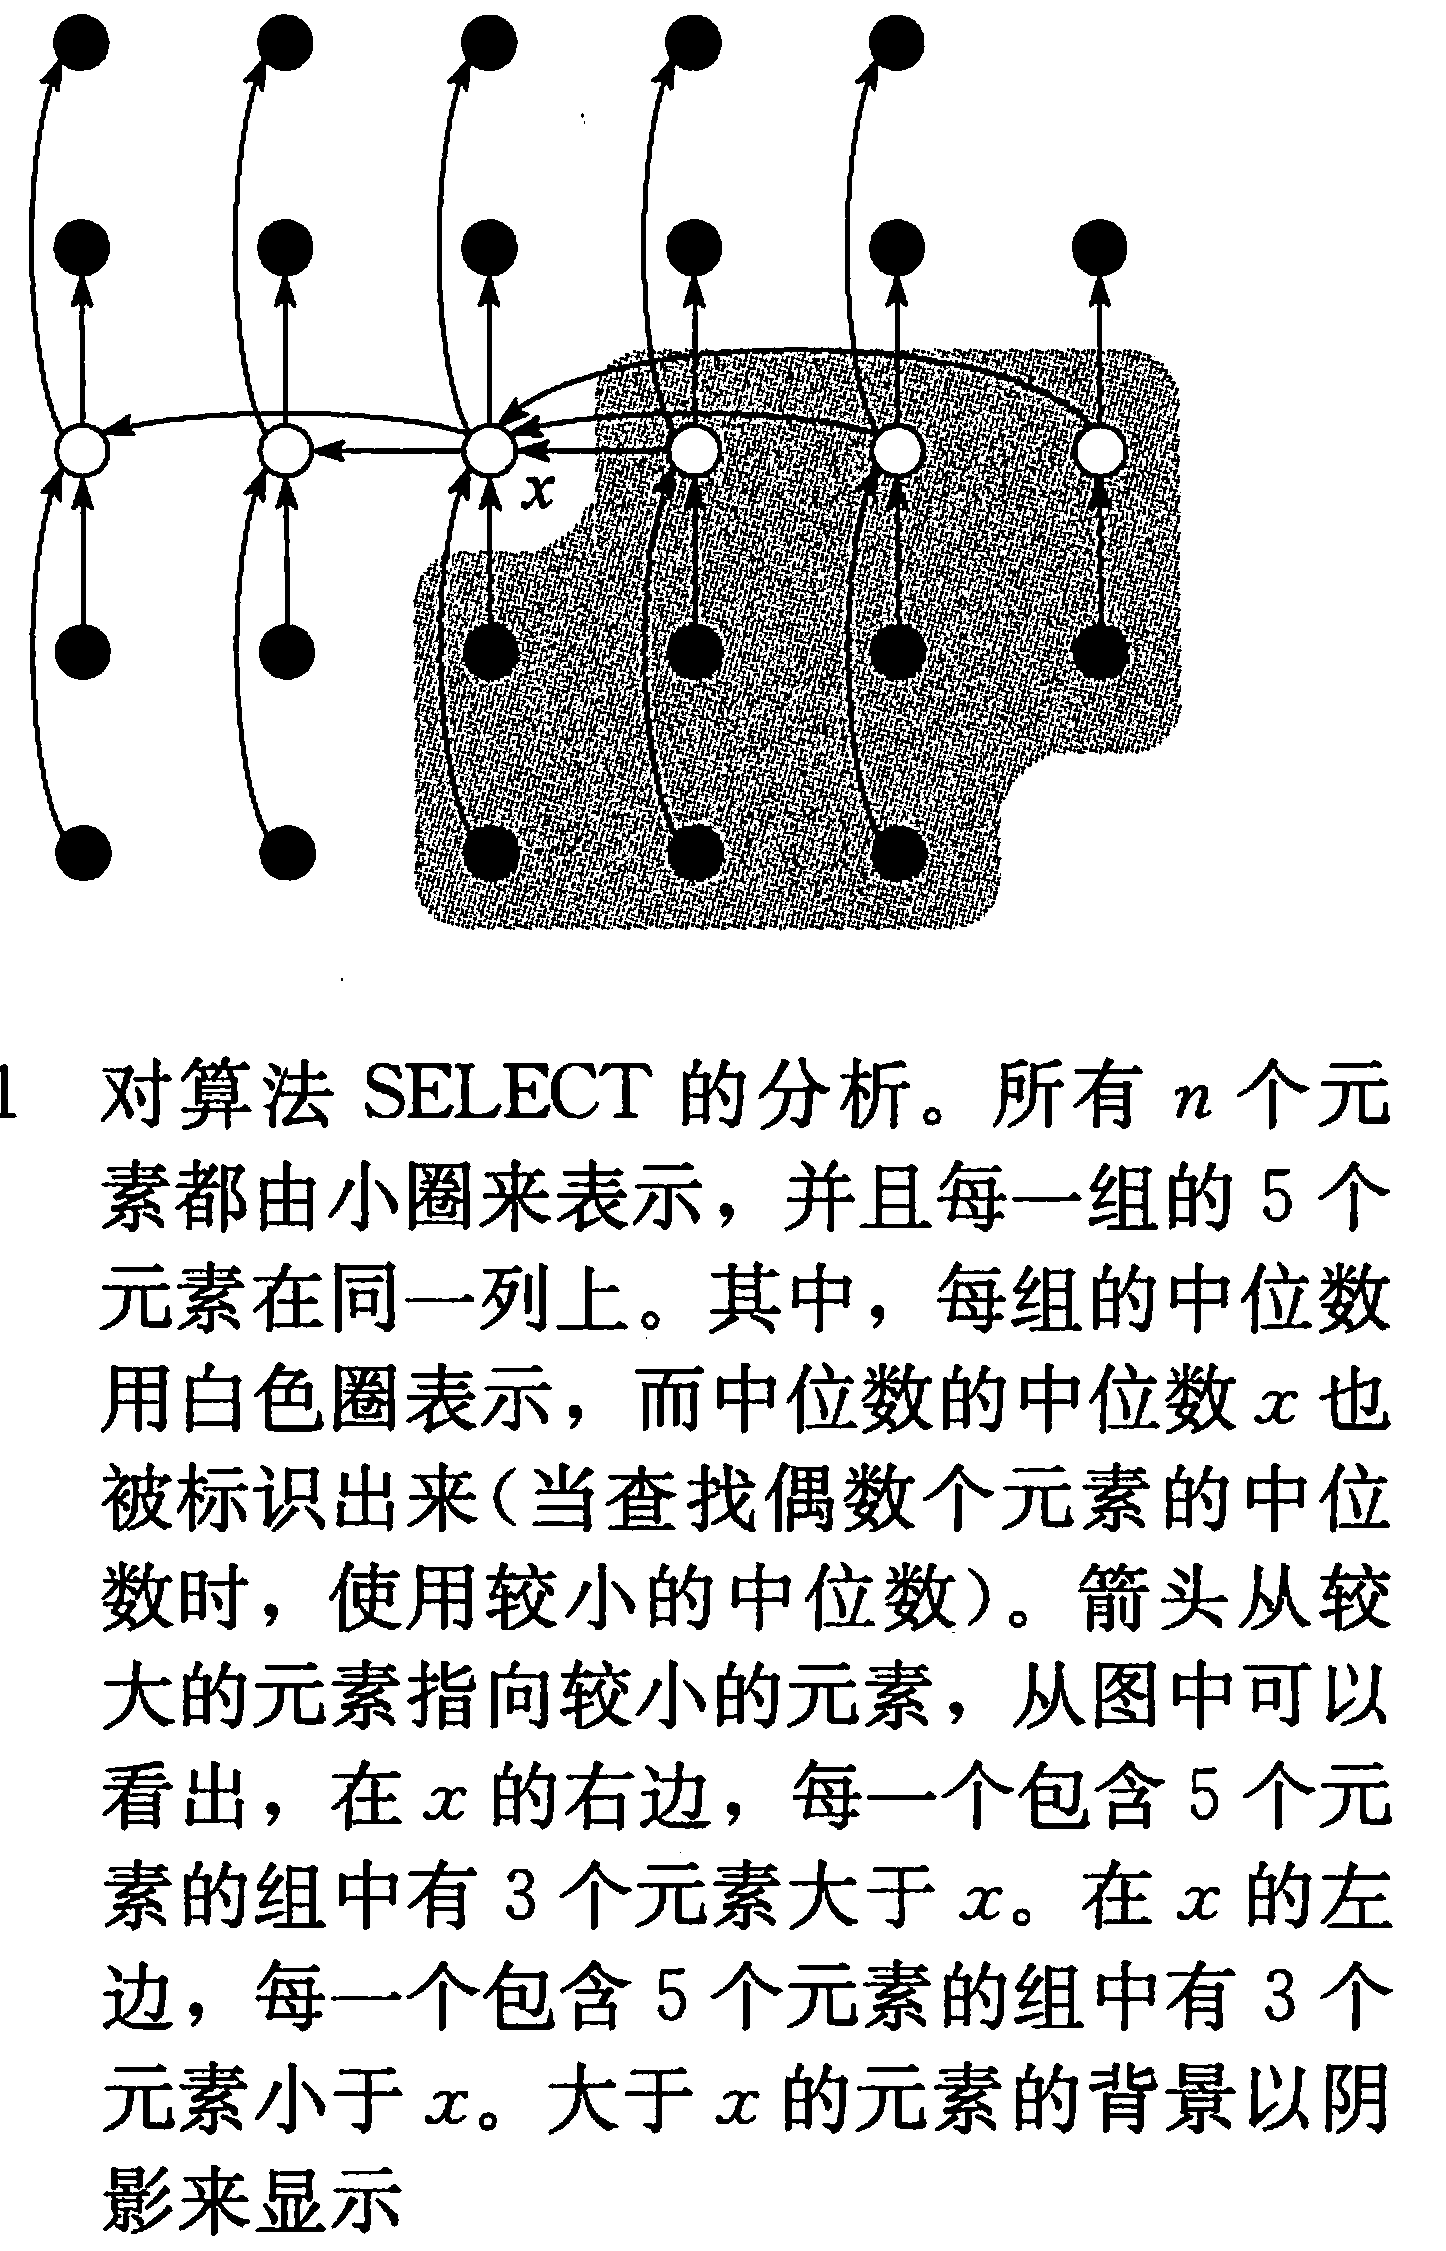 x
1 对算法 SELECT 的分析。所有 n 个元
素都由小圈来表示，并且每一组的 5 个
元素在同一列上。其中，每组的中位数
用白色圈表示，而中位数的中位数 x 也
被标识出来（当查找偶数个元素的中位
数时，使用较小的中位数）。箭头从较
大的元素指向较小的元素，从图中可以
看出，在 x 的右边，每一个包含 5 个元
素的组中有 3 个元素大于 x。在 x 的左
边，每一个包含 5 个元素的组中有 3 个
元素小于 x。大于 x 的元素的背景以阴
影来显示